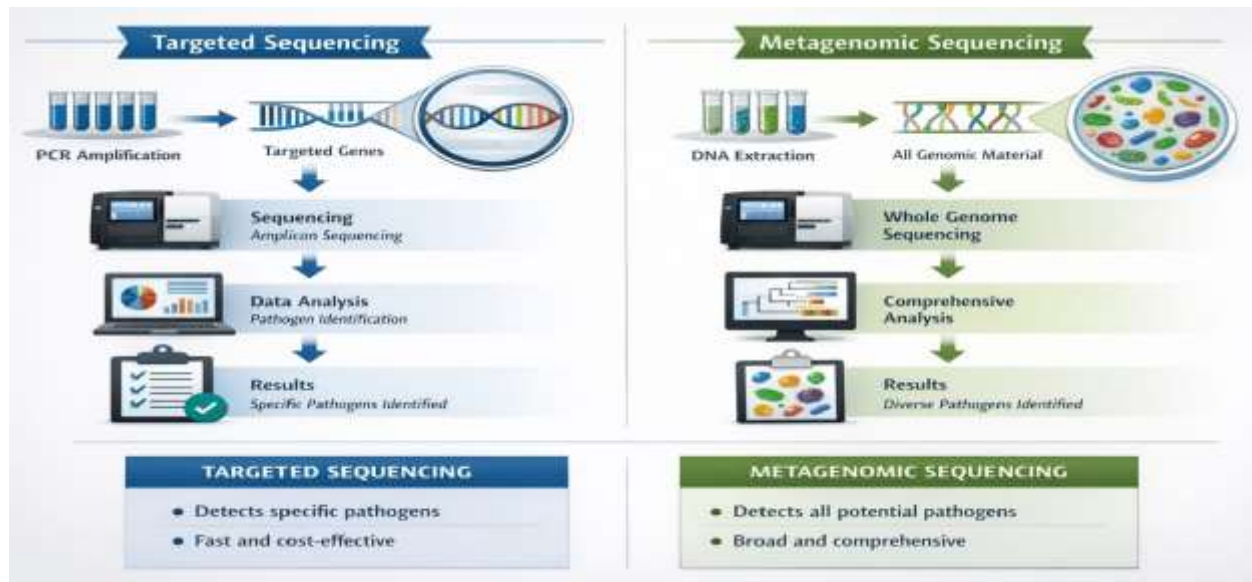 Targeted Sequencing
PCR Amplification
Targeted Genes
Sequencing
Amplican Sequencing
Data Analysis
Pathogen Identification
Results
Specific Pathogens Identified
Metagenomic Sequencing
DNA Extraction
All Genomic Material
Whole Genome
Sequencing
Comprehensive
Analysis
Results
Diverse Pathogens Identified
TARGETED SEQUENCING
• Detects specific pathogens
• Fast and cost-effective
METAGENOMIC SEQUENCING
• Detects all potential pathogens
• Broad and comprehensive